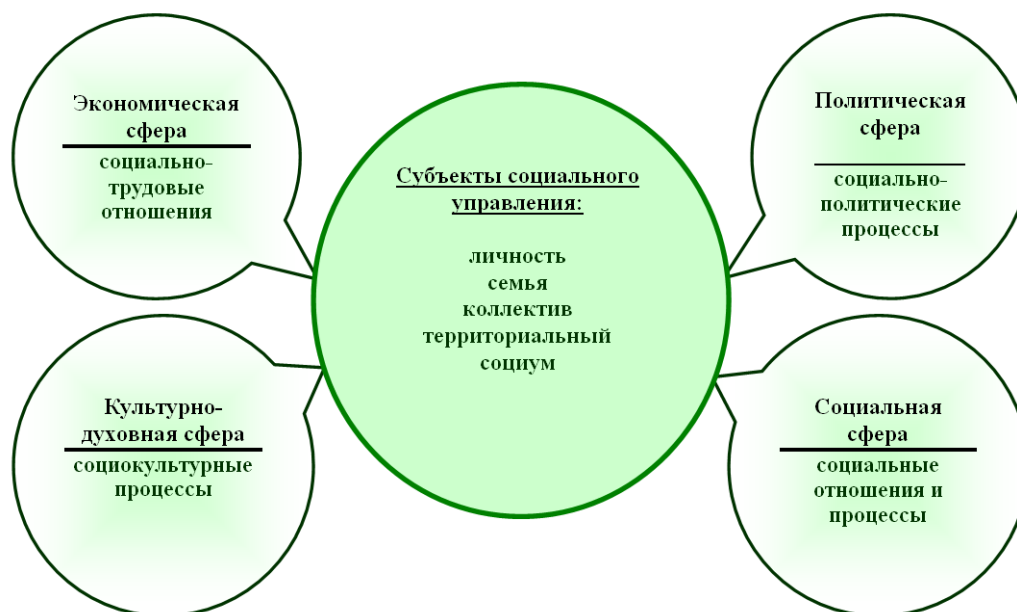 Экономическая
сфера
социально-
трудовые
отношения
Политическая
сфера
социально-
политические
процессы
Субъекты социального
управления:
личность
семья
коллектив
территориальный
социум
Культурно-
духовная сфера
социокультурные
процессы
Социальная
сфера
социальные
отношения и
процессы